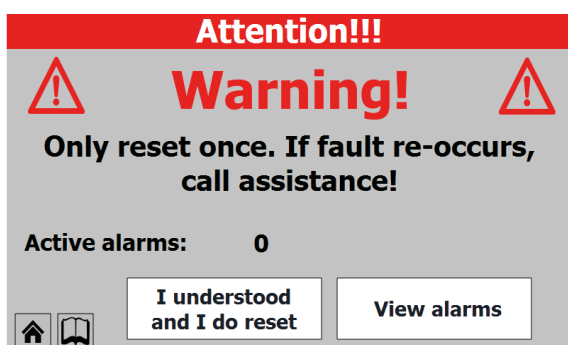 Attention!!!
Warning!
Only reset once. If fault re-occurs,
call assistance!
Active alarms: 0
I understood
and I do reset
View alarms